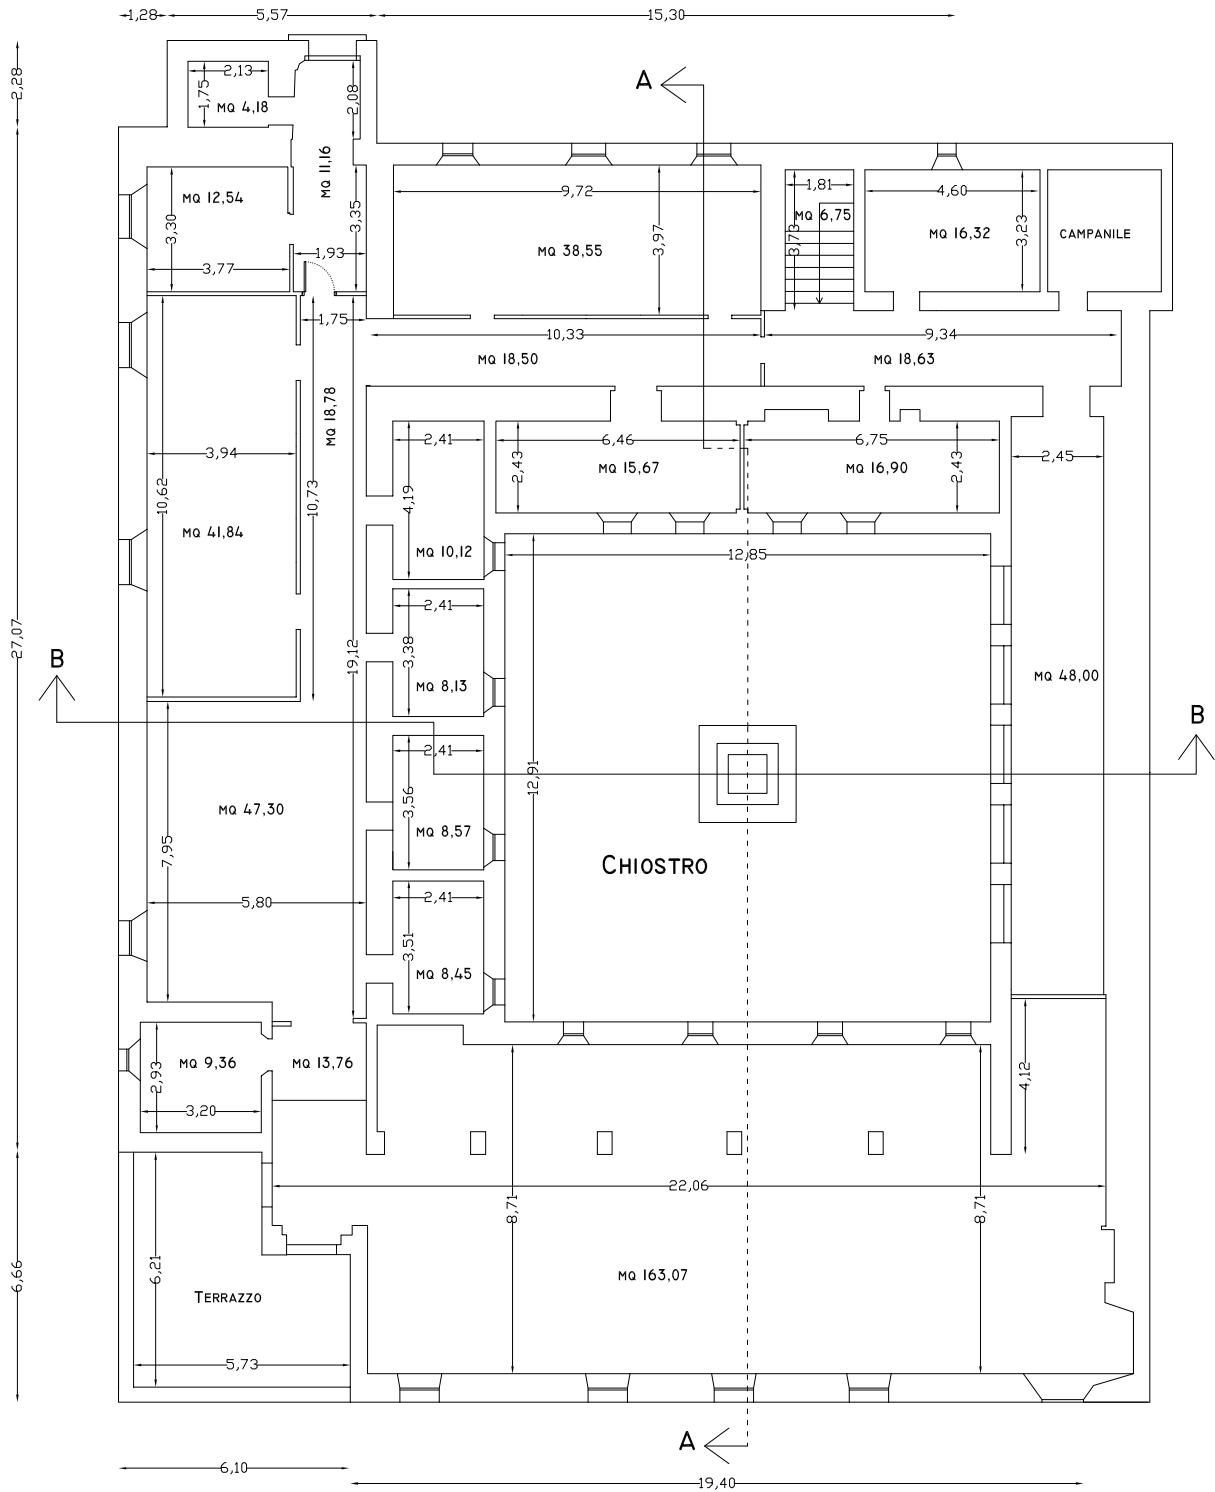 1,28
5,57
15,30
2,28
A
2,13
1,75
MQ 4,18
2,08
MQ 11,16
MQ 12,54
3,30
3,35
1,93
3,77
1,75
9,72
3,97
MQ 38,55
1,81
MQ 6,75
3,73
4,60
MQ 16,32
3,23
CAMPANILE
10,33
MQ 18,50
9,34
MQ 18,63
MQ 18,78
3,94
10,62
10,73
MQ 41,84
2,41
4,19
MQ 10,12
6,46
2,43
MQ 15,67
6,75
MQ 16,90
2,43
2,45
12,85
2,41
3,38
MQ 8,13
27,07
19,12
B
MQ 48,00
B
2,41
3,56
MQ 8,57
12,91
MQ 47,30
7,95
CHIOSTRO
5,80
2,41
3,51
MQ 8,45
MQ 9,36
2,93
3,20
MQ 13,76
4,12
22,06
8,71
8,71
6,21
6,66
TERRAZZO
MQ 163,07
5,73
A
6,10
19,40